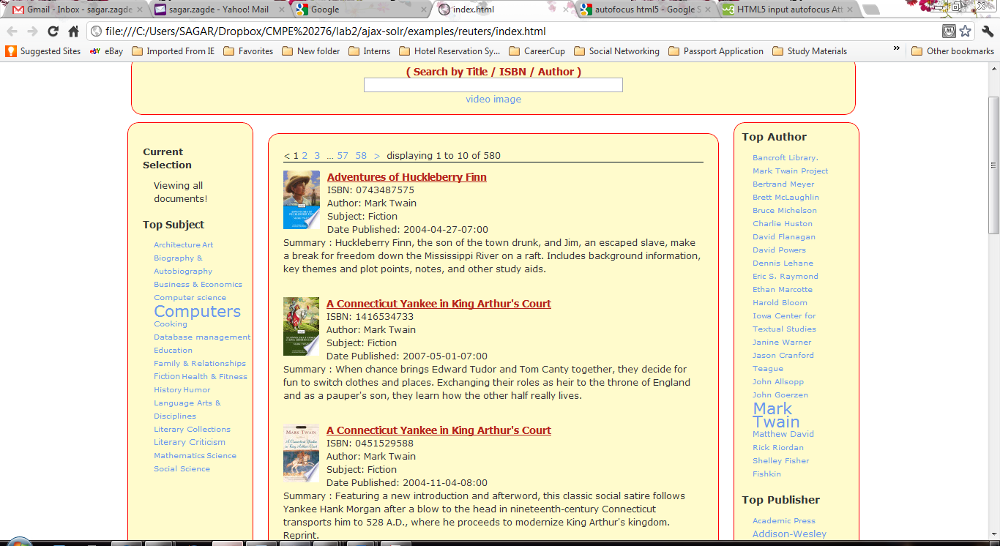 Gmail - Inbox - sagar.zagde
sagar.zagde - Yahoo! Mail
Google
index.html
autofocus html5 - Google S
HTML5 input autofocus Att
file:///C:/Users/SAGAR/Dropbox/CMPE%20276/lab2/ajax-solr/examples/reuters/index.html
Suggested Sites
eBay
Imported From IE
Favorites
New folder
Interns
Hotel Reservation Sy...
CareerCup
Social Networking
Passport Application
Study Materials
»
Other bookmarks
( Search by Title / ISBN / Author )
video image
Current
Selection
Viewing all
documents!
Top Subject
Architecture Art
Biography &
Autobiography
Business & Economics
Computer science
Computers
Cooking
Database management
Education
Family & Relationships
Fiction Health & Fitness
History Humor
Language Arts &
Disciplines
Literary Collections
Literary Criticism
Mathematics Science
Social Science
< 1 2 3 ... 57 58 > displaying 1 to 10 of 580
Adventures of Huckleberry Finn
ISBN: 0743487575
Author: Mark Twain
Subject: Fiction
Date Published: 2004-04-27-07:00
Summary : Huckleberry Finn, the son of the town drunk, and Jim, an escaped slave, make
a break for freedom down the Mississippi River on a raft. Includes background information,
key themes and plot points, notes, and other study aids.
A Connecticut Yankee in King Arthur's Court
ISBN: 1416534733
Author: Mark Twain
Subject: Fiction
Date Published: 2007-05-01-07:00
Summary : When chance brings Edward Tudor and Tom Canty together, they decide for
fun to switch clothes and places. Exchanging their roles as heir to the throne of England
and as a pauper's son, they learn how the other half really lives.
MARK TWAIN
A Connecticut Yankee in King Arthur's Court
ISBN: 0451529588
Author: Mark Twain
Subject: Fiction
Date Published: 2004-11-04-08:00
Summary : Featuring a new introduction and afterword, this classic social satire follows
Yankee Hank Morgan after a blow to the head in nineteenth-century Connecticut
transports him to 528 A.D., where he proceeds to modernize King Arthur's kingdom.
Reprint.
Top Author
Bancroft Library.
Mark Twain Project
Bertrand Meyer
Brett McLaughlin
Bruce Michelson
Charlie Huston
David Flanagan
David Powers
Dennis Lehane
Eric S. Raymond
Ethan Marcotte
Harold Bloom
Iowa Center for
Textual Studies
Janine Warner
Jason Cranford
Teague
John Allsopp
John Goerzen
Mark
Twain
Matthew David
Rick Riordan
Shelley Fisher
Fishkin
Top Publisher
Academic Press
Addison-Wesley